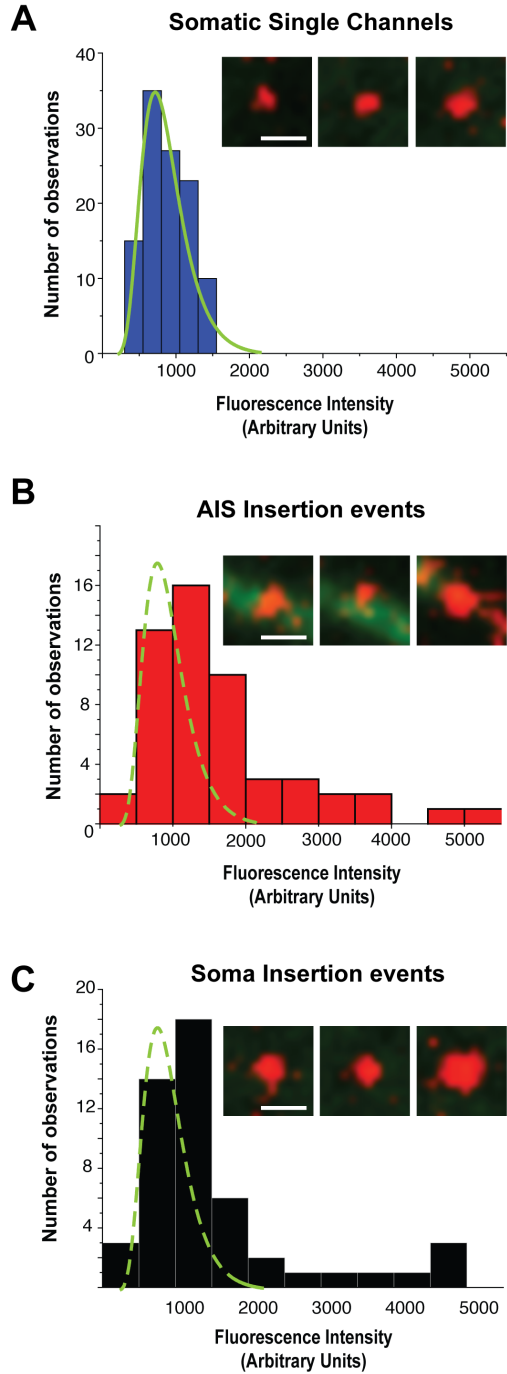 A
Somatic Single Channels
40
30
20
10
0
Number of observations
1000 2000 3000 4000 5000
Fluorescence Intensity
(Arbitrary Units)
B
AIS Insertion events
16
12
8
4
0
Number of observations
1000 2000 3000 4000 5000
Fluorescence Intensity
(Arbitrary Units)
C
Soma Insertion events
20
16
12
8
4
Number of observations
1000 2000 3000 4000 5000
Fluorescence Intensity
(Arbitrary Units)